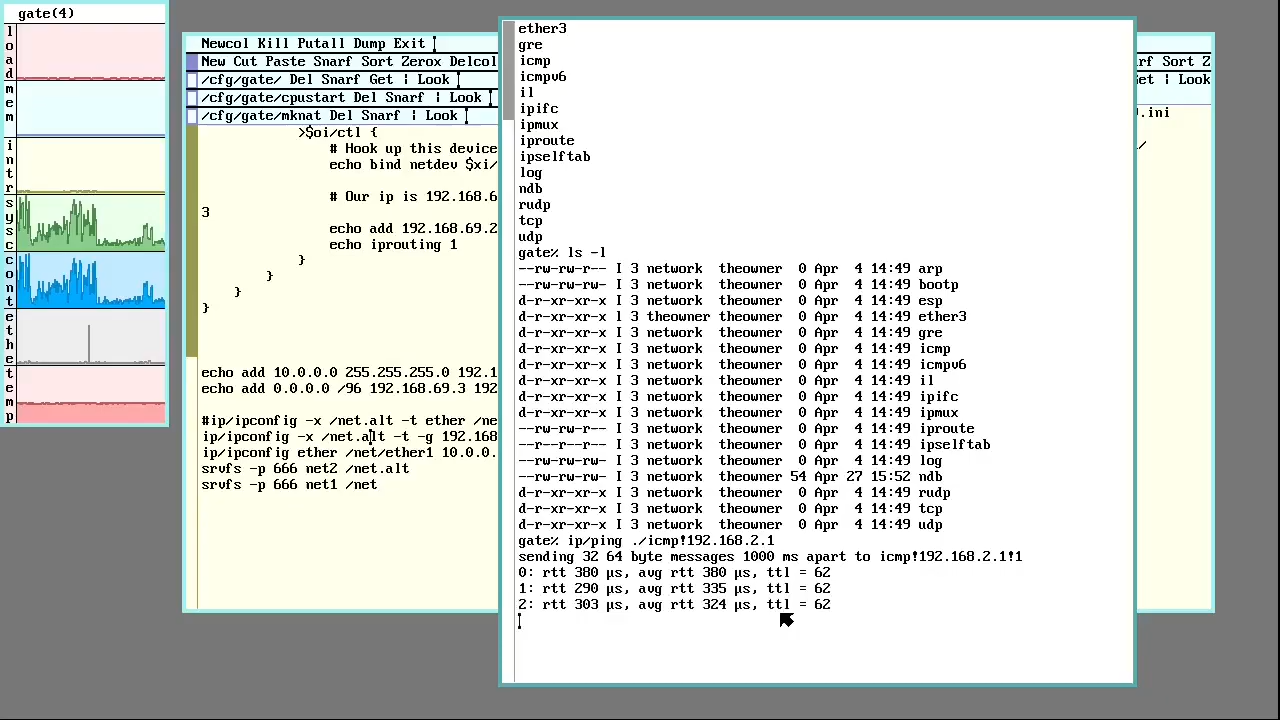 gate(4)
load
mem
intr
sysc
cont
ethe
temp
Newcol Kill Putall Dump Exit
New Cut Paste Snarf Sort Zerox Delcol
/cfg/gate/ Del Snarf Get | Look
/cfg/gate/cpustart Del Snarf | Look
/cfg/gate/mknat Del Snarf | Look
>$oi/ctl {
# Hook up this device
echo bind netdev $xi/
# Our ip is 192.168.6
3
echo add 192.168.69.2
echo iprouting 1
}
}
}
}
echo add 10.0.0.0 255.255.255.0 192.1
echo add 0.0.0.0 /96 192.168.69.3 192
#ip/ipconfig -x /net.alt -t ether /ne
ip/ipconfig -x /net.alt -t -g 192.168
ip/ipconfig ether /net/ether1 10.0.0.
srvfs -p 666 net2 /net.alt
srvfs -p 666 net1 /net
ether3
gre
icmp
icmpv6
il
ipifc
ipmux
iproute
ipselftab
log
ndb
rudp
tcp
udp
gate% ls -l
--rw-rw-r-- I 3 network  theowner  0 Apr  4 14:49 arp
--rw-rw-rw- I 3 network  theowner  0 Apr  4 14:49 bootp
d-r-xr-xr-x I 3 network  theowner  0 Apr  4 14:49 esp
d-r-xr-xr-x l 3 theowner theowner  0 Apr  4 14:49 ether3
d-r-xr-xr-x I 3 network  theowner  0 Apr  4 14:49 gre
d-r-xr-xr-x I 3 network  theowner  0 Apr  4 14:49 icmp
d-r-xr-xr-x I 3 network  theowner  0 Apr  4 14:49 icmpv6
d-r-xr-xr-x I 3 network  theowner  0 Apr  4 14:49 il
d-r-xr-xr-x I 3 network  theowner  0 Apr  4 14:49 ipifc
d-r-xr-xr-x I 3 network  theowner  0 Apr  4 14:49 ipmux
--rw-rw-rw- I 3 network  theowner  0 Apr  4 14:49 iproute
--r--r--r-- I 3 network  theowner  0 Apr  4 14:49 ipselftab
--rw-rw-rw- I 3 network  theowner  0 Apr  4 14:49 log
--rw-rw-rw- I 3 network  theowner 54 Apr 27 15:52 ndb
d-r-xr-xr-x I 3 network  theowner  0 Apr  4 14:49 rudp
d-r-xr-xr-x I 3 network  theowner  0 Apr  4 14:49 tcp
d-r-xr-xr-x I 3 network  theowner  0 Apr  4 14:49 udp
gate% ip/ping ./icmp!192.168.2.1
sending 32 64 byte messages 1000 ms apart to icmp!192.168.2.1!1
0: rtt 380 µs, avg rtt 380 µs, ttl = 62
1: rtt 290 µs, avg rtt 335 µs, ttl = 62
2: rtt 303 µs, avg rtt 324 µs, ttl = 62
rf Sort Z
et | Look
.ini
/